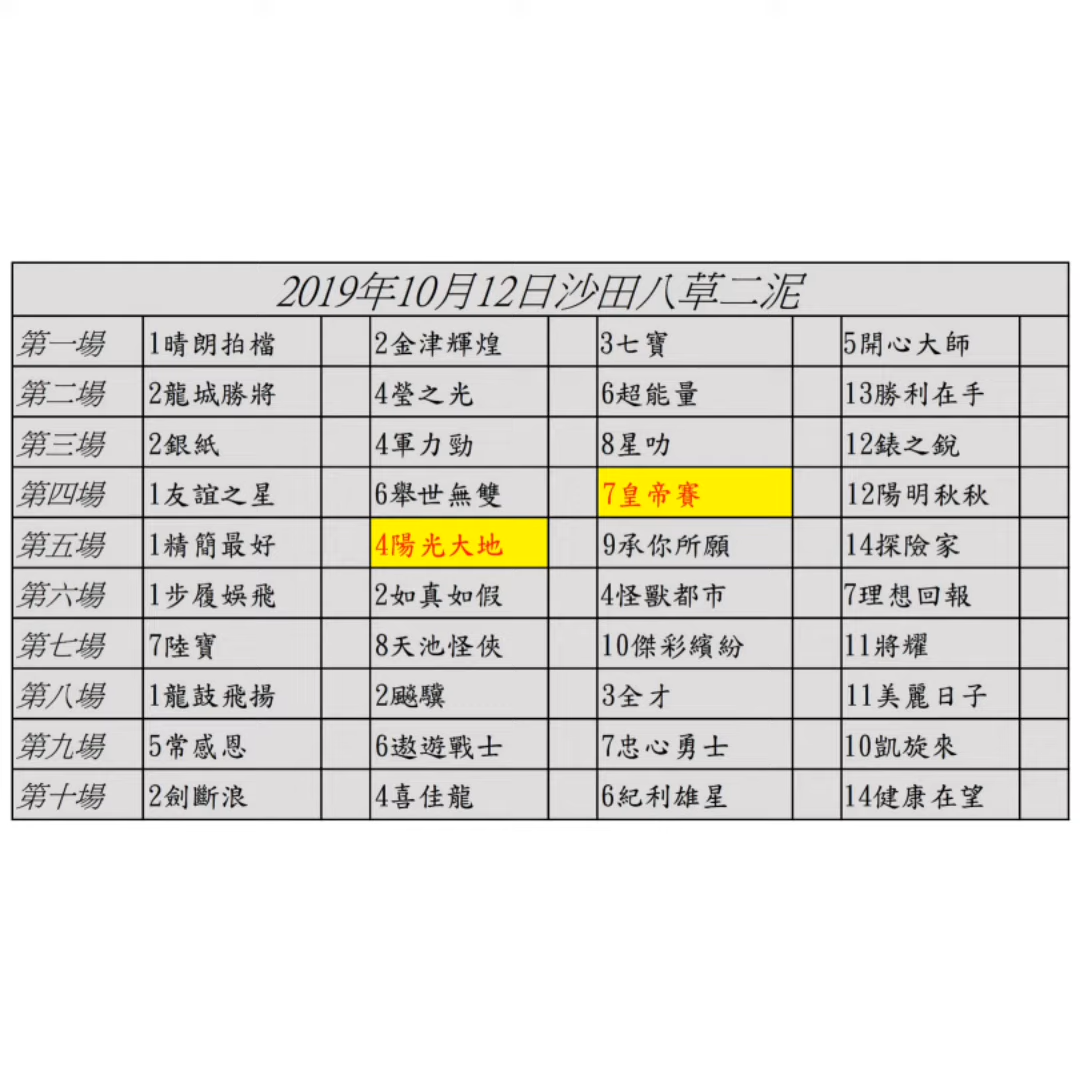 2019年10月12日沙田八草二泥
第一場 1晴朗拍檔 2金津輝煌 3七寶 5開心大師
第二場 2龍城勝將 4瑩之光 6超能量 13勝利在手
第三場 2銀紙 4軍力勁 8星叻 12錶之銳
第四場 1友誼之星 6舉世無雙 7皇帝賽 12陽明秋秋
第五場 1精簡最好 4陽光大地 9承你所願 14探險家
第六場 1步履娛飛 2如真如假 4怪獸都市 7理想回報
第七場 7陸寶 8天池怪俠 10傑彩繽紛 11將耀
第八場 1龍鼓飛揚 2飈驥 3全才 11美麗日子
第九場 5常感恩 6遨遊戰士 7忠心勇士 10凱旋來
第十場 2劍斷浪 4喜佳龍 6紀利雄星 14健康在望